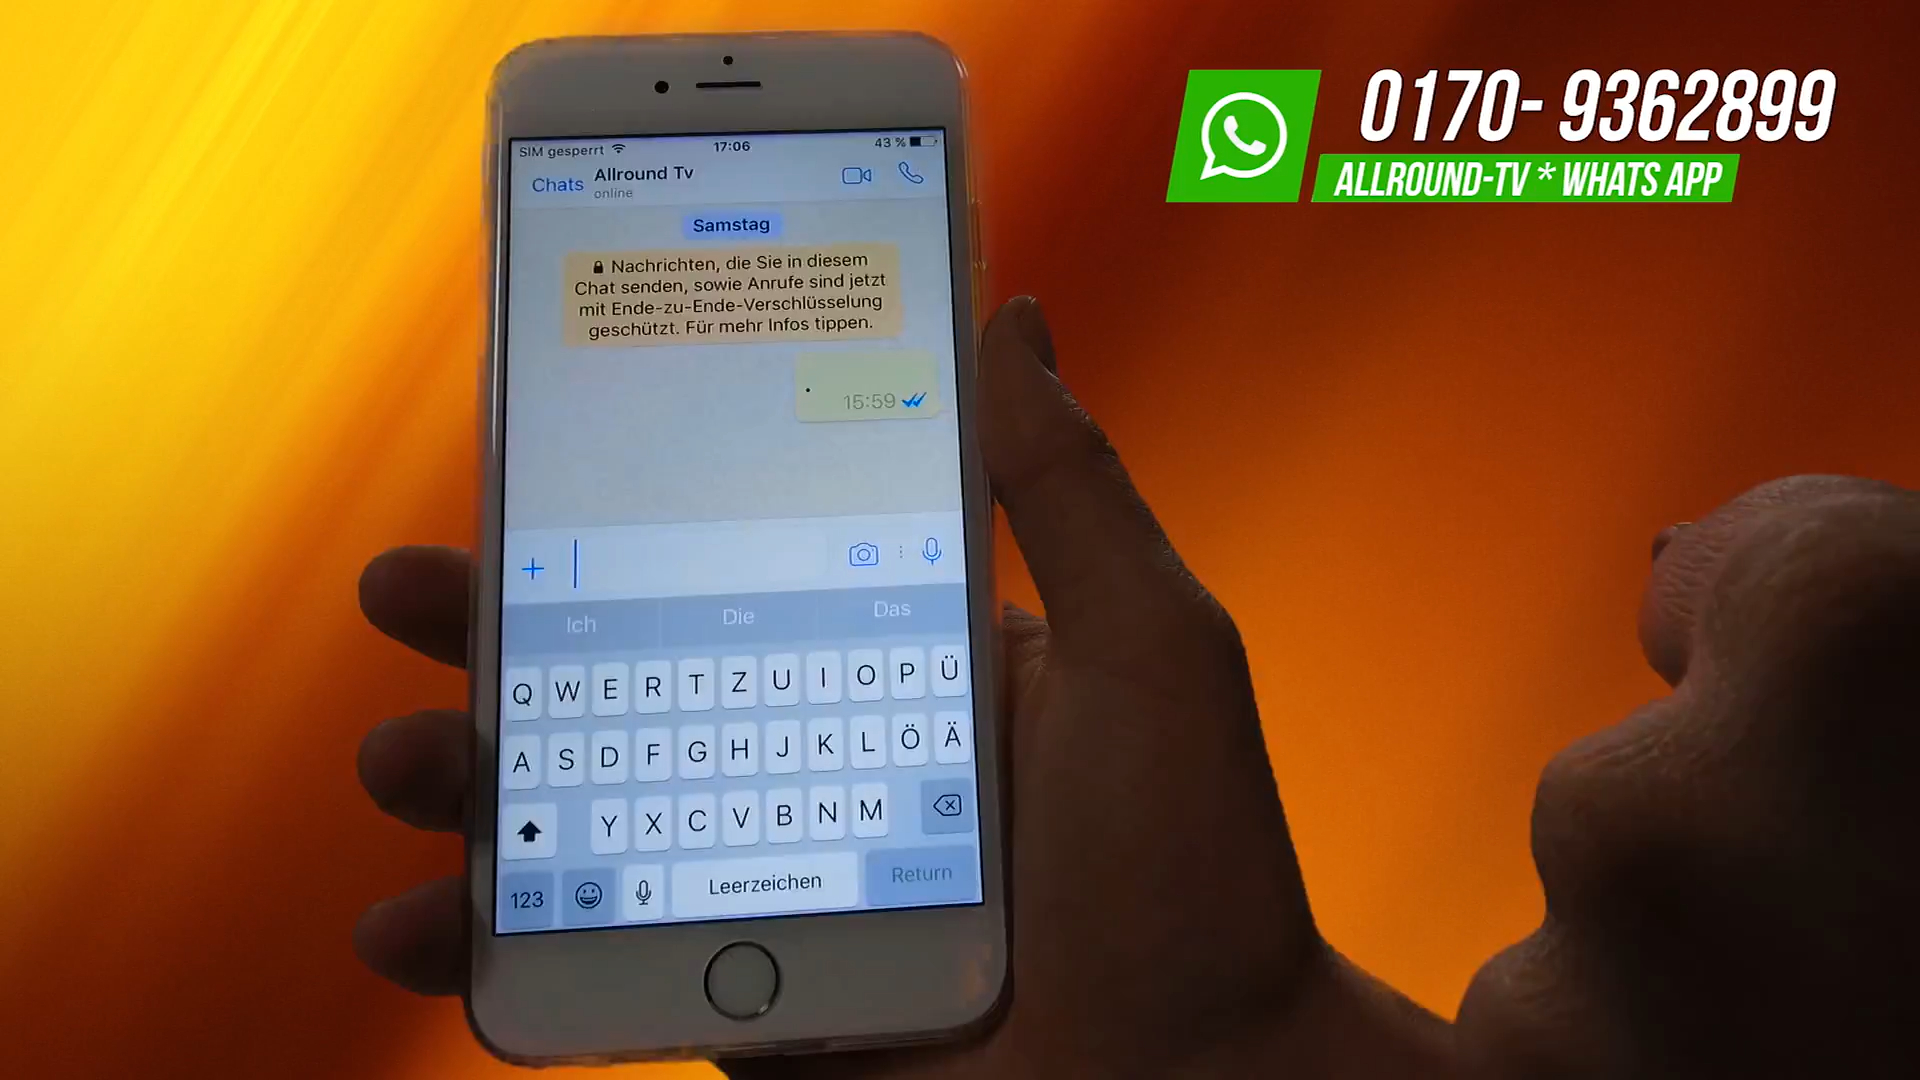 0170- 9362899
ALLROUND-TV * WHATS APP
SIM gesperrt 17:06 43 %
Chats Allround Tv
online
Samstag
Nachrichten, die Sie in diesem
Chat senden, sowie Anrufe sind jetzt
mit Ende-zu-Ende-Verschlüsselung
geschützt. Für mehr Infos tippen.
.
15:59
Ich Die Das
Q W E R T Z U I O P Ü
A S D F G H J K L Ö Ä
Y X C V B N M
123 Leerzeichen Return